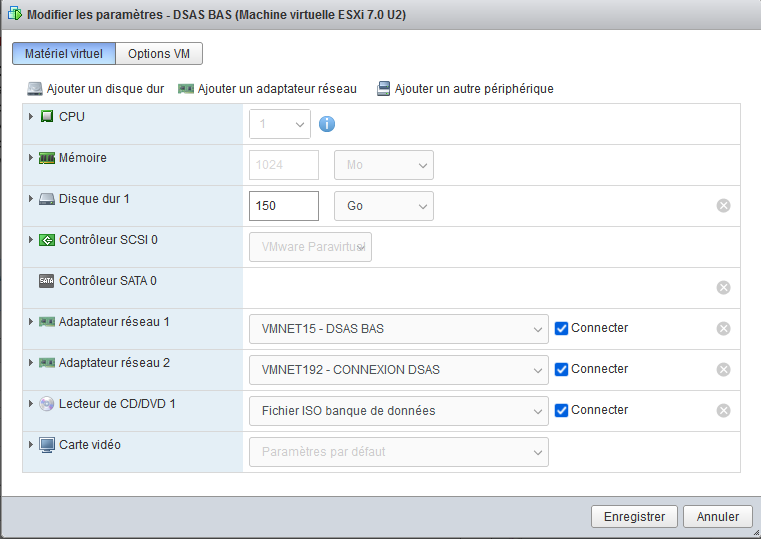 Modifier les paramètres - DSAS BAS (Machine virtuelle ESXi 7.0 U2)
Matériel virtuel Options VM
Ajouter un disque dur Ajouter un adaptateur réseau Ajouter un autre périphérique
CPU 1
Mémoire 1024 Mo
Disque dur 1 150 Go
Contrôleur SCSI 0 VMware Paravirtuel
SATA Contrôleur SATA 0
Adaptateur réseau 1 VMNET15 - DSAS BAS Connecter
Adaptateur réseau 2 VMNET192 - CONNEXION DSAS Connecter
Lecteur de CD/DVD 1 Fichier ISO banque de données Connecter
Carte vidéo Paramètres par défaut
Enregistrer Annuler